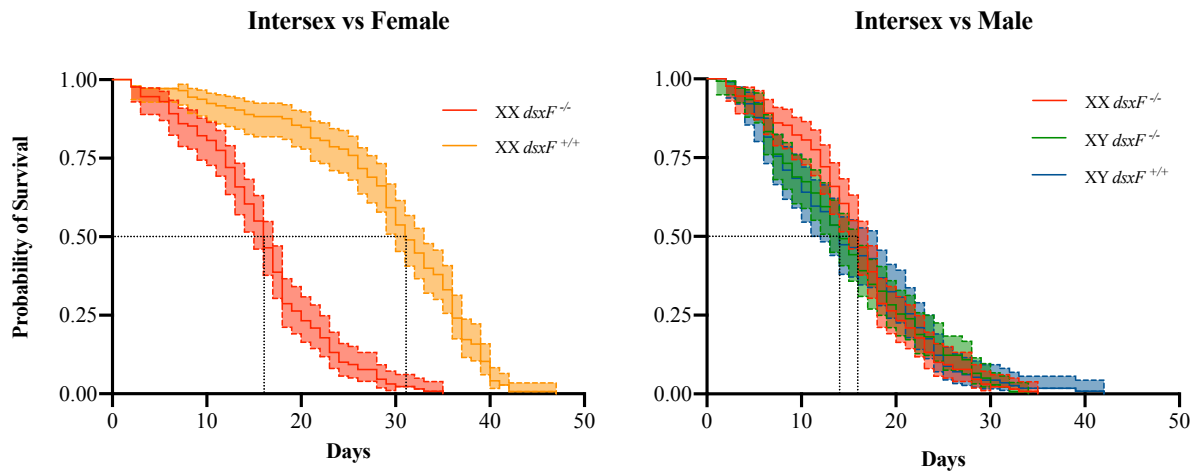 Intersex vs Female
Probability of Survival
1.00
0.75
0.50
0.25
0.00
0
10
20
30
40
50
Days
XX dsxF -/-
XX dsxF +/+
Intersex vs Male
1.00
0.75
0.50
0.25
0.00
0
10
20
30
40
50
Days
XX dsxF -/-
XY dsxF -/-
XY dsxF +/+